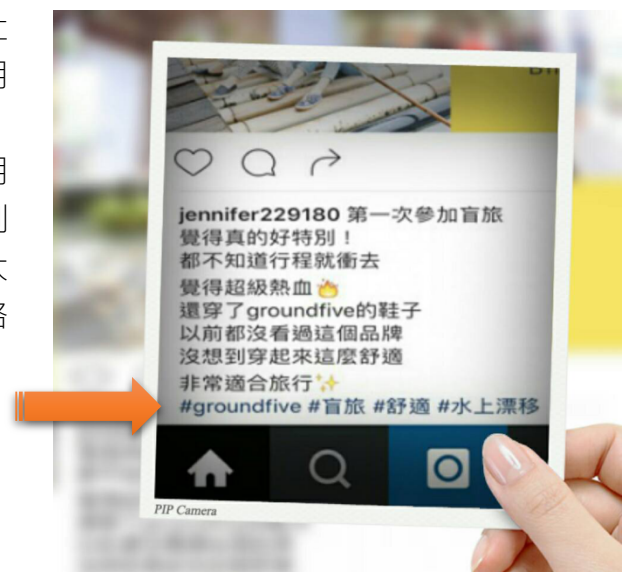 jennifer229180 第一次參加盲旅
覺得真的好特別！
都不知道行程就衝去
覺得超級熱血🔥
還穿了groundfive的鞋子
以前都沒看過這個品牌
沒想到穿起來這麼舒適
非常適合旅行✨
#groundfive #盲旅 #舒適 #水上漂移
PIP Camera